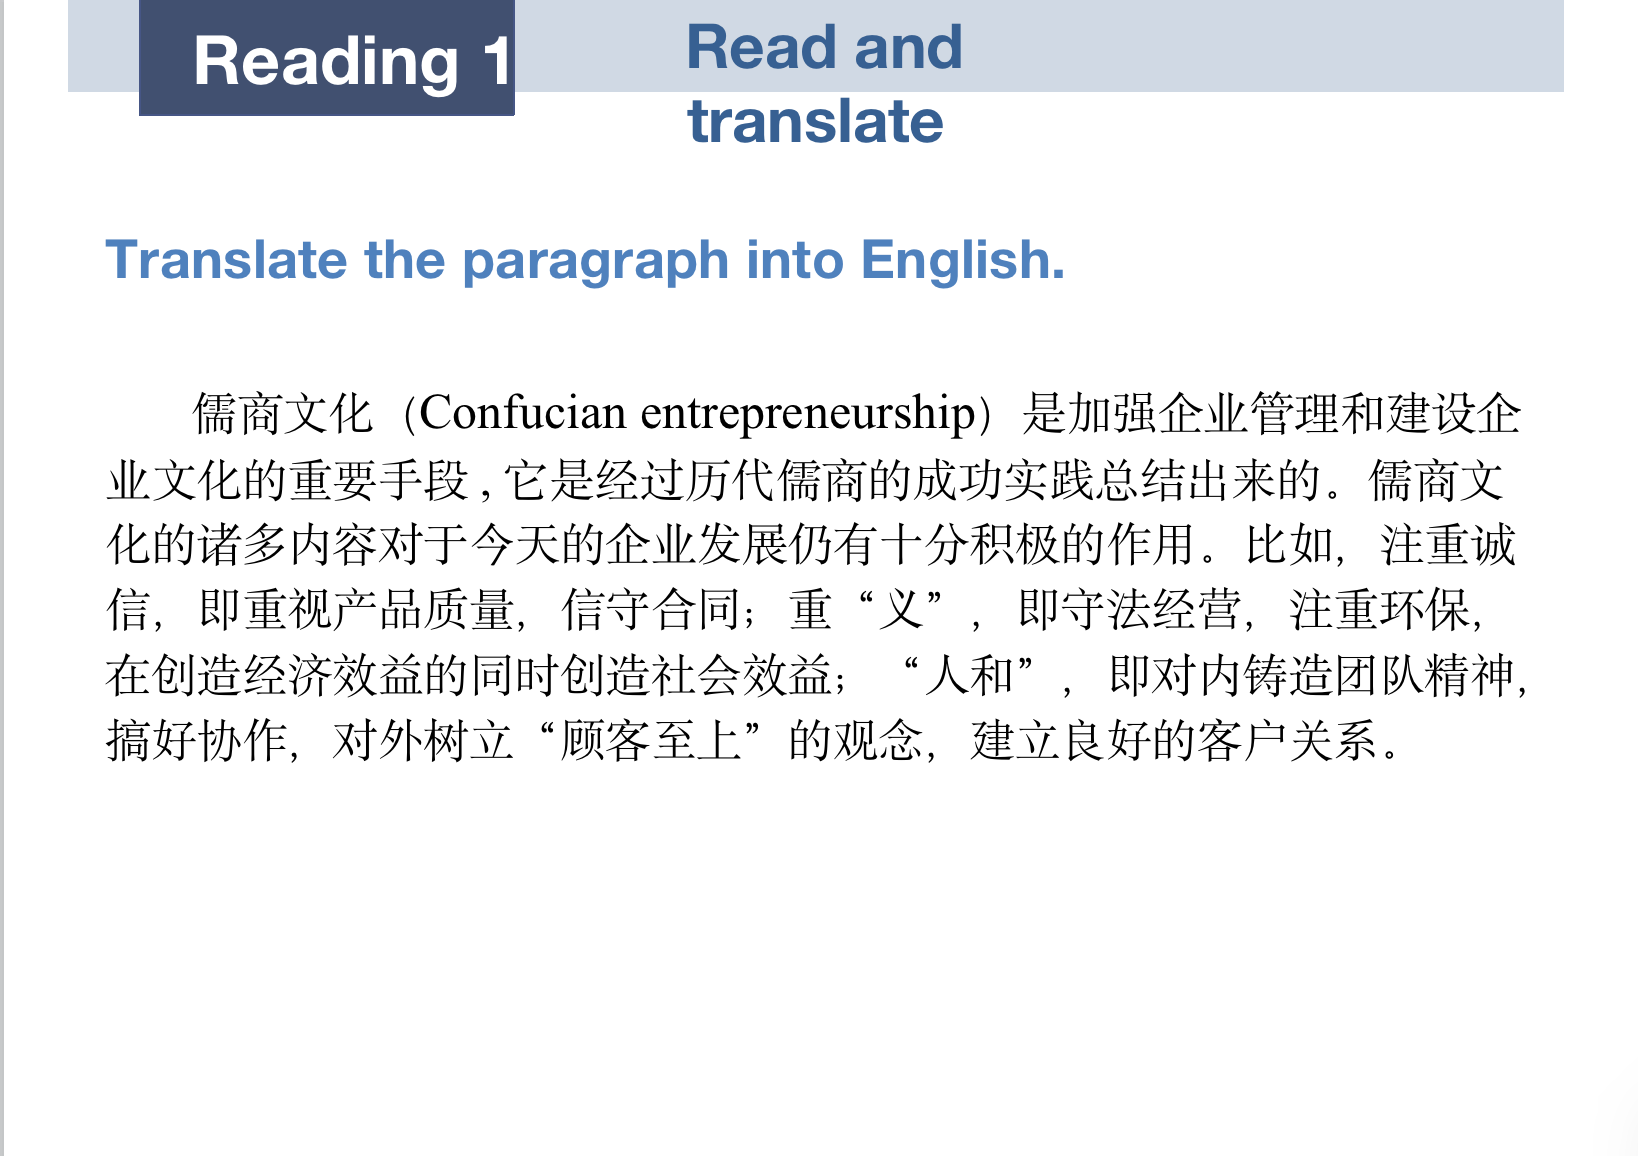 Reading 1
Read and
translate
Translate the paragraph into English.
儒商文化（Confucian entrepreneurship）是加强企业管理和建设企
业文化的重要手段 , 它是经过历代儒商的成功实践总结出来的。儒商文
化的诸多内容对于今天的企业发展仍有十分积极的作用。比如，注重诚
信，即重视产品质量，信守合同；重“义”，即守法经营，注重环保，
在创造经济效益的同时创造社会效益；“人和”，即对内铸造团队精神，
搞好协作，对外树立“顾客至上”的观念，建立良好的客户关系。